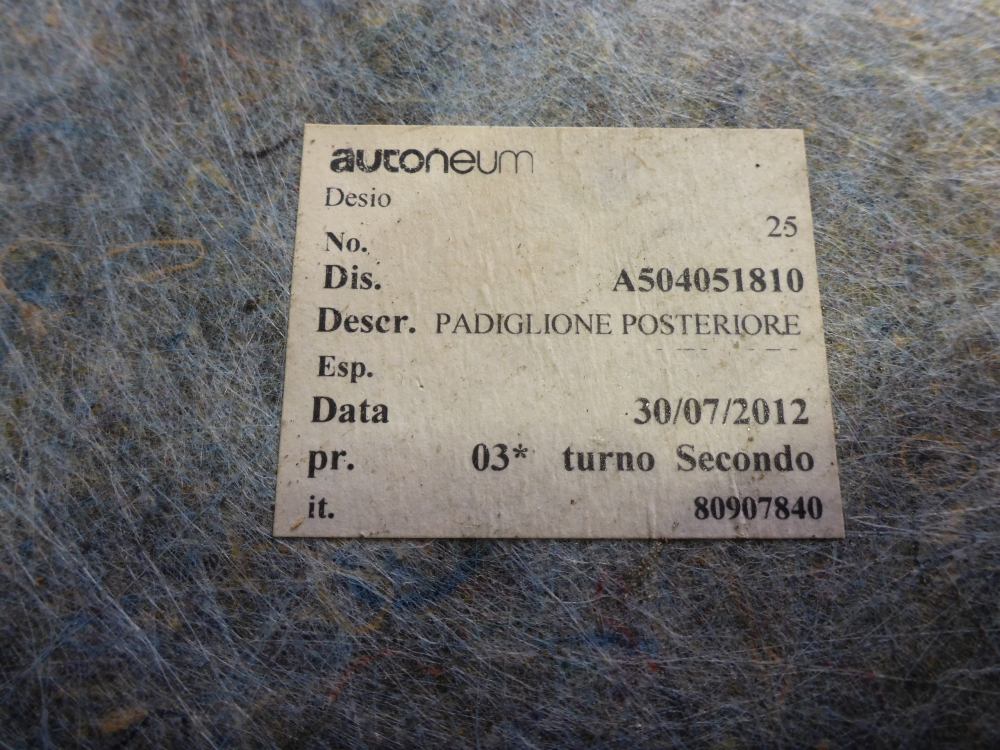 autoneum
Desio
No. 25
Dis. A504051810
Descr. PADIGLIONE POSTERIORE
Esp.
Data 30/07/2012
pr. 03* turno Secondo
it. 80907840